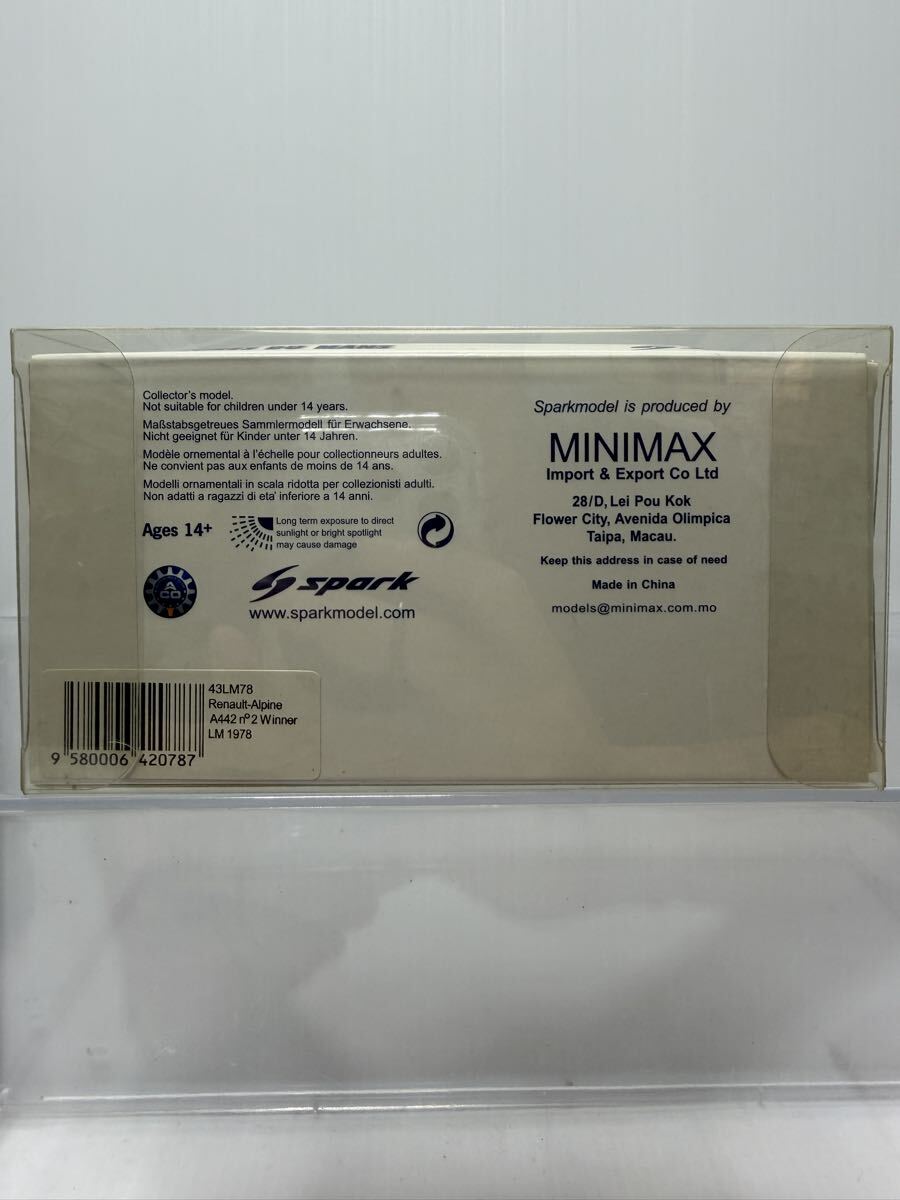 MANS
Collector's model.
Not suitable for children under 14 years.
Maßstabsgetreues Sammlermodell für Erwachsene.
Nicht geeignet für Kinder unter 14 Jahren.
Modèle ornemental à l'échelle pour collectionneurs adultes.
Ne convient pas aux enfants de moins de 14 ans.
Modelli ornamentali in scala ridotta per collezionisti adulti.
Non adatti a ragazzi di eta' inferiore a 14 anni.
Ages 14+
Long term exposure to direct
sunlight or bright spotlight
may cause damage
ACO
spark
www.sparkmodel.com
Sparkmodel is produced by
MINIMAX
Import & Export Co Ltd
28/D, Lei Pou Kok
Flower City, Avenida Olimpica
Taipa, Macau.
Keep this address in case of need
Made in China
models@minimax.com.mo
43LM78
Renault-Alpine
A442 nº2 Winner
LM 1978
9 580006 420787